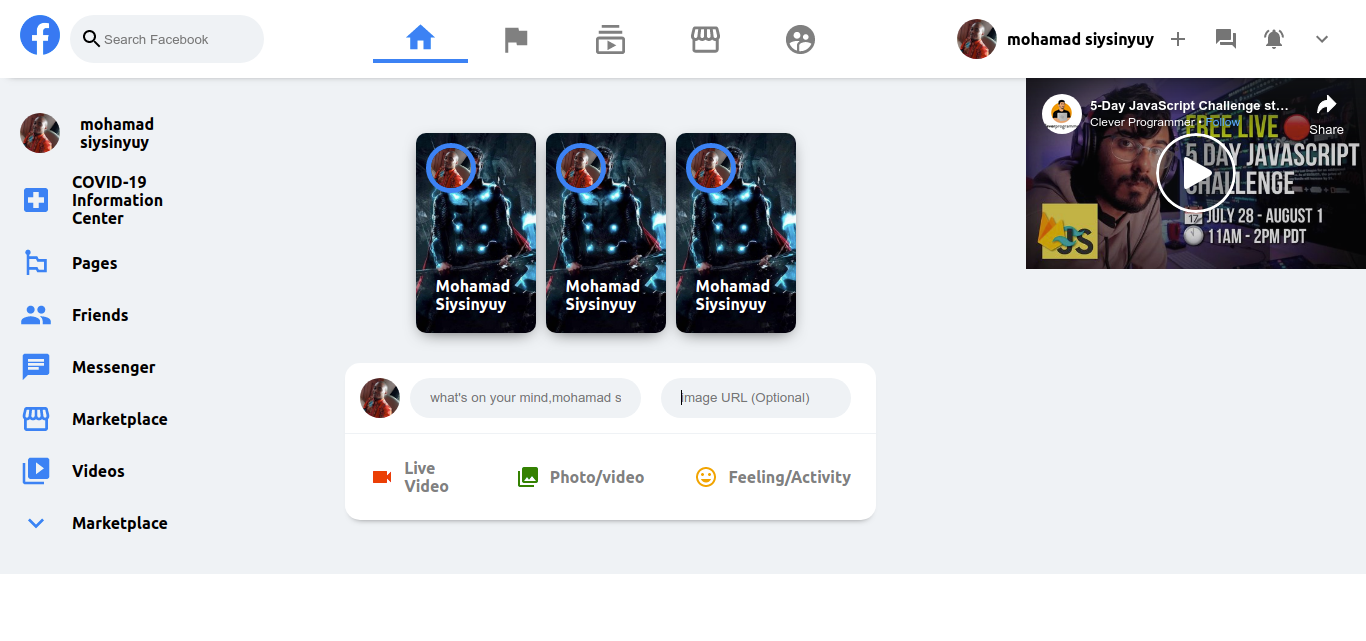 Search Facebook
mohamad siysinyuy
mohamad
siysinyuy
COVID-19
Information
Center
Pages
Friends
Messenger
Marketplace
Videos
Marketplace
Mohamad
Siysinyuy
Mohamad
Siysinyuy
Mohamad
Siysinyuy
what's on your mind,mohamad s
Image URL (Optional)
Live
Video
Photo/video
Feeling/Activity
5-Day JavaScript Challenge st...
Clever Programmer • Follow
Share
FREE LIVE
5 DAY JAVASCRIPT
CHALLENGE
JULY 28 - AUGUST 1
11AM - 2PM PDT
JS